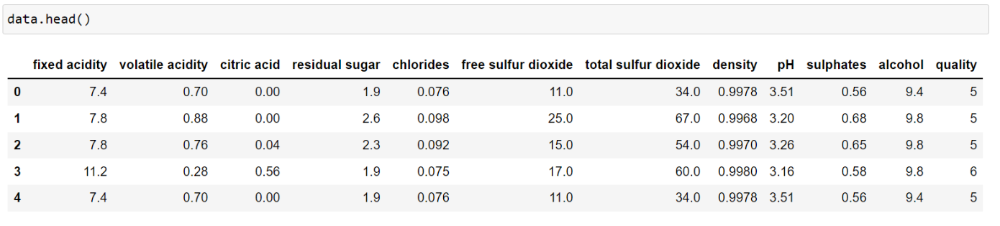 data.head()
fixed acidity volatile acidity citric acid residual sugar chlorides free sulfur dioxide total sulfur dioxide density pH sulphates alcohol quality
0 7.4 0.70 0.00 1.9 0.076 11.0 34.0 0.9978 3.51 0.56 9.4 5
1 7.8 0.88 0.00 2.6 0.098 25.0 67.0 0.9968 3.20 0.68 9.8 5
2 7.8 0.76 0.04 2.3 0.092 15.0 54.0 0.9970 3.26 0.65 9.8 5
3 11.2 0.28 0.56 1.9 0.075 17.0 60.0 0.9980 3.16 0.58 9.8 6
4 7.4 0.70 0.00 1.9 0.076 11.0 34.0 0.9978 3.51 0.56 9.4 5